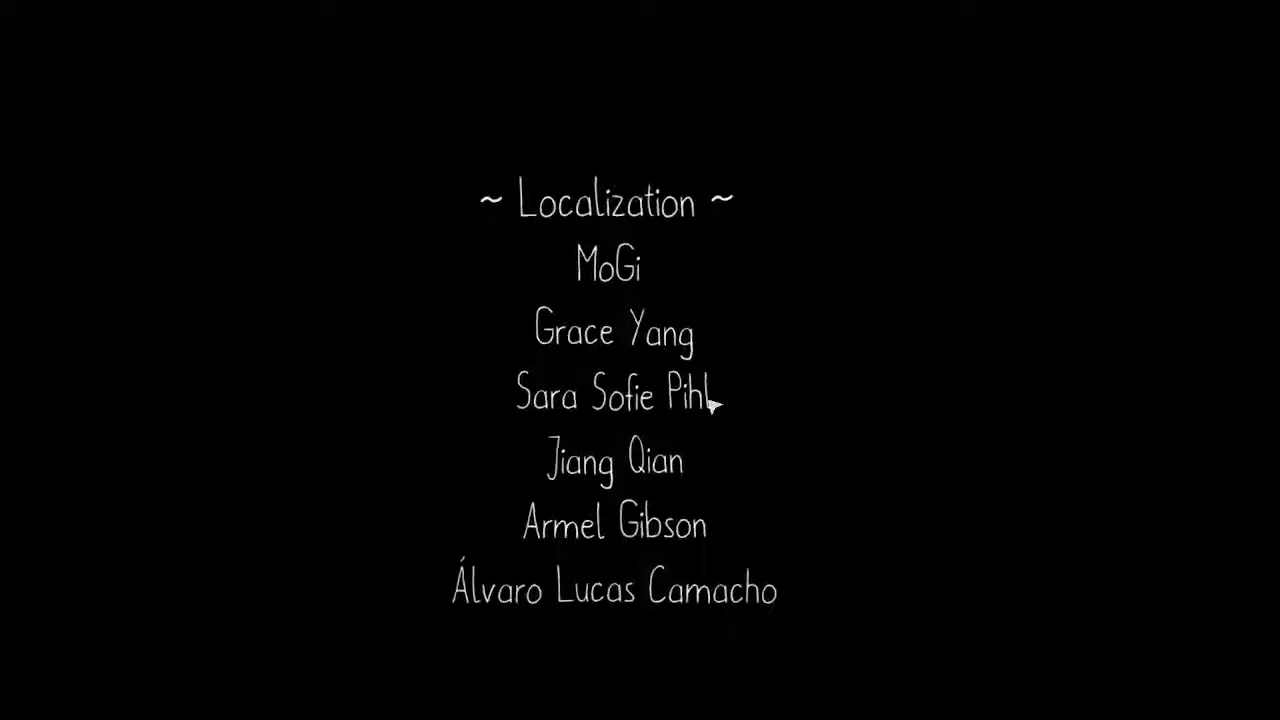 ~ Localization ~
MoGi
Grace Yang
Sara Sofie Pihl
Jiang Qian
Armel Gibson
Álvaro Lucas Camacho